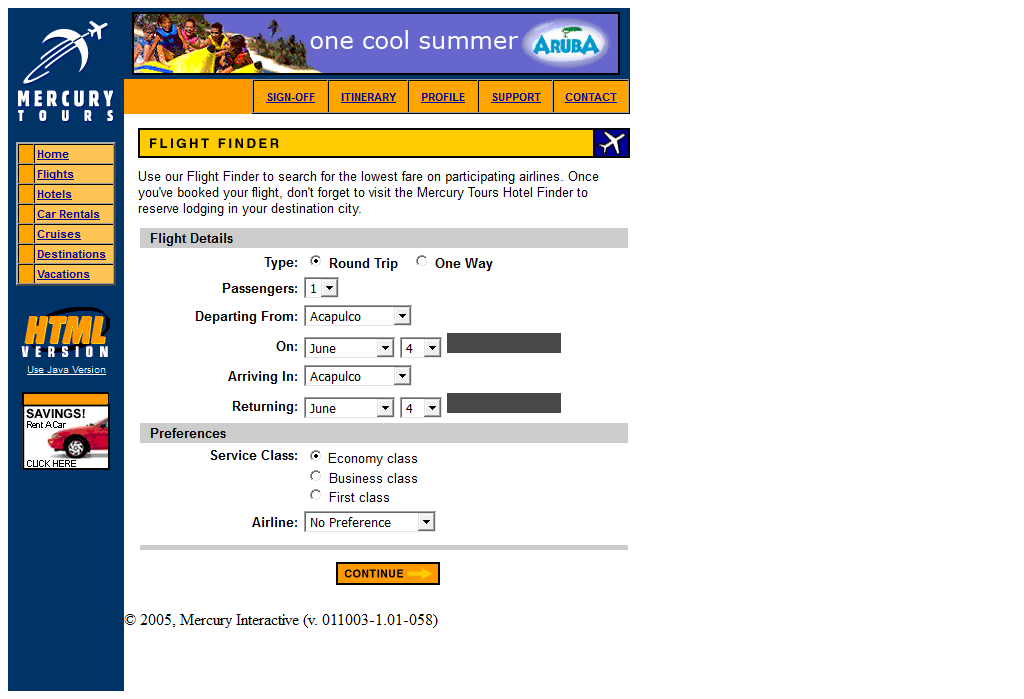 one cool summer ARUBA
MERCURY
TOURS
SIGN-OFF ITINERARY PROFILE SUPPORT CONTACT
FLIGHT FINDER
Home
Flights
Hotels
Car Rentals
Cruises
Destinations
Vacations
HTML
VERSION
Use Java Version
SAVINGS!
Rent A Car
CLICK HERE
Use our Flight Finder to search for the lowest fare on participating airlines. Once
you've booked your flight, don't forget to visit the Mercury Tours Hotel Finder to
reserve lodging in your destination city.
Flight Details
Type: Round Trip One Way
Passengers: 1
Departing From: Acapulco
On: June 4
Arriving In: Acapulco
Returning: June 4
Preferences
Service Class: Economy class
Business class
First class
Airline: No Preference
CONTINUE
© 2005, Mercury Interactive (v. 011003-1.01-058)